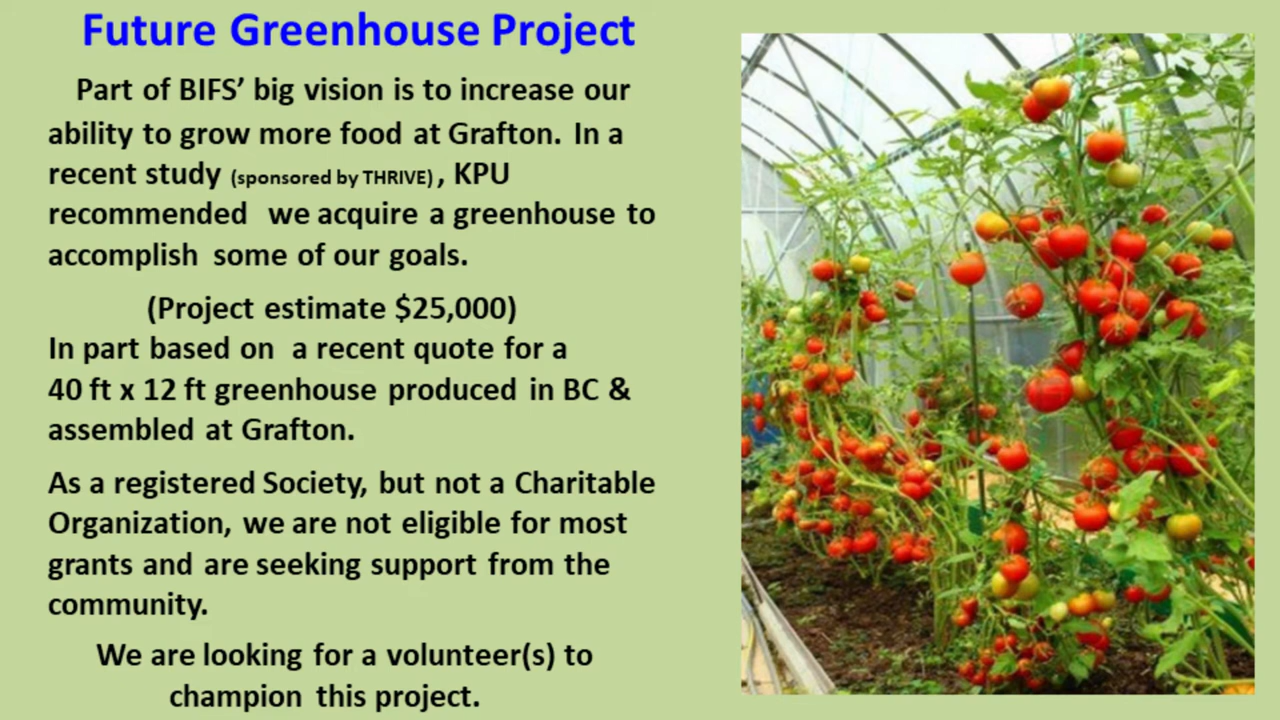 Future Greenhouse Project
Part of BIFS’ big vision is to increase our
ability to grow more food at Grafton. In a
recent study (sponsored by THRIVE), KPU
recommended we acquire a greenhouse to
accomplish some of our goals.
(Project estimate $25,000)
In part based on a recent quote for a
40 ft x 12 ft greenhouse produced in BC &
assembled at Grafton.
As a registered Society, but not a Charitable
Organization, we are not eligible for most
grants and are seeking support from the
community.
We are looking for a volunteer(s) to
champion this project.